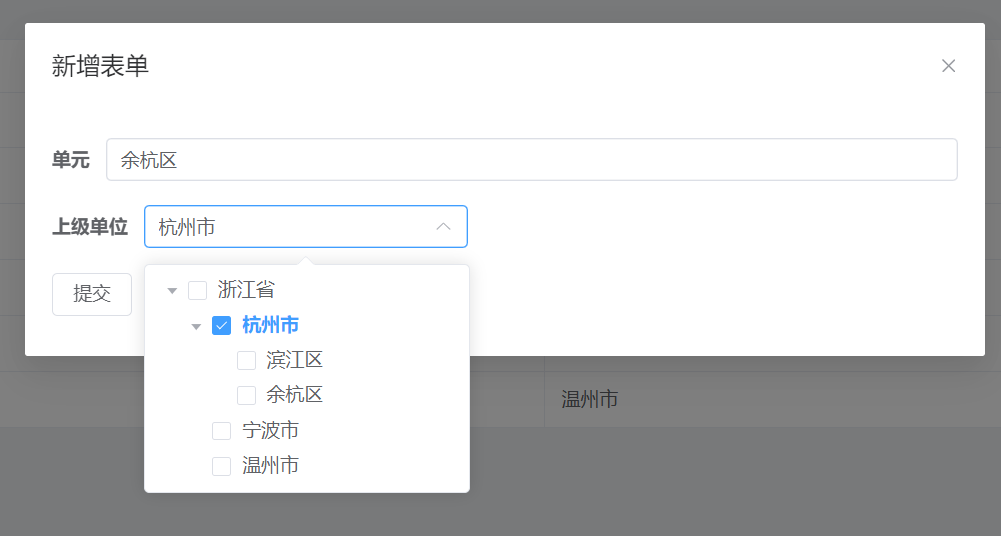 新增表单
单元 余杭区
上级单位 杭州市
提交
浙江省
杭州市
滨江区
余杭区
宁波市
温州市
温州市